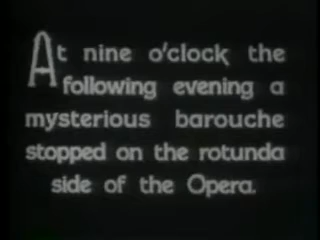 At nine o'clock the
following evening a
mysterious barouche
stopped on the rotunda
side of the Opera.